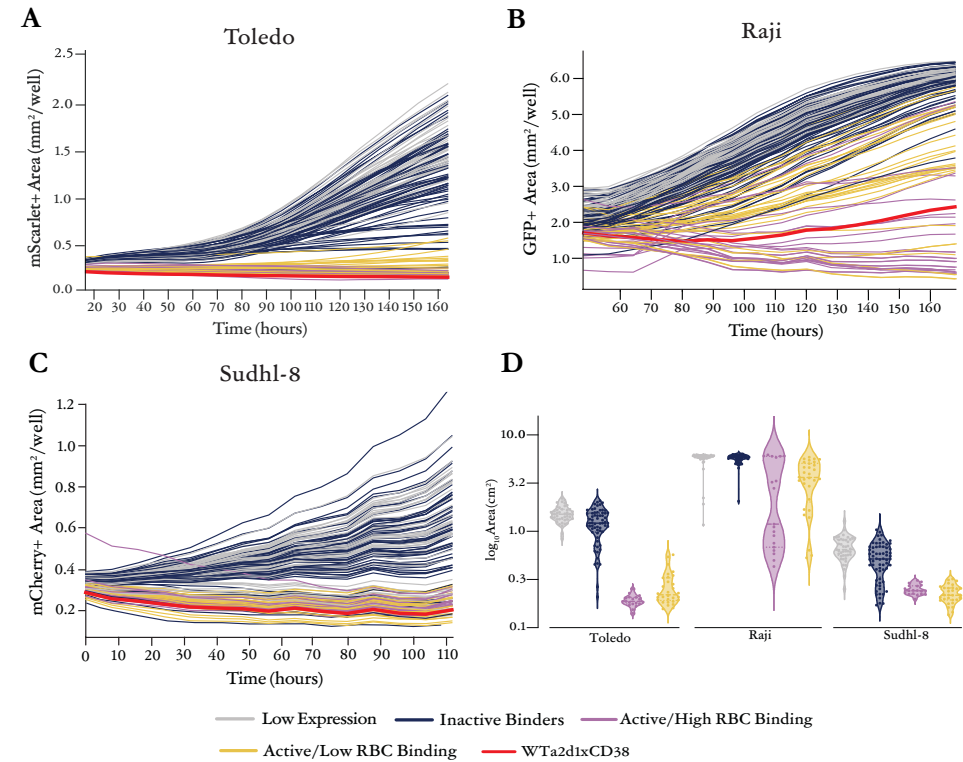 A
Toledo
mScarlet+ Area (mm²/well)
2.5
2.0
1.5
1.0
0.5
0.0
20 30 40 50 60 70 80 90 100 110 120 130 140 150 160
Time (hours)
B
Raji
GFP+ Area (mm²/well)
6.0
5.0
4.0
3.0
2.0
1.0
60 70 80 90 100 110 120 130 140 150 160
Time (hours)
C
Sudhl-8
mCherry+ Area (mm²/well)
1.2
1.0
0.8
0.6
0.4
0.2
0 10 20 30 40 50 60 70 80 90 100 110
Time (hours)
D
log₁₀Area(cm²)
10.0
3.2
1.0
0.3
0.1
Toledo Raji Sudhl-8
Low Expression Inactive Binders Active/High RBC Binding
Active/Low RBC Binding WTa2d1xCD38